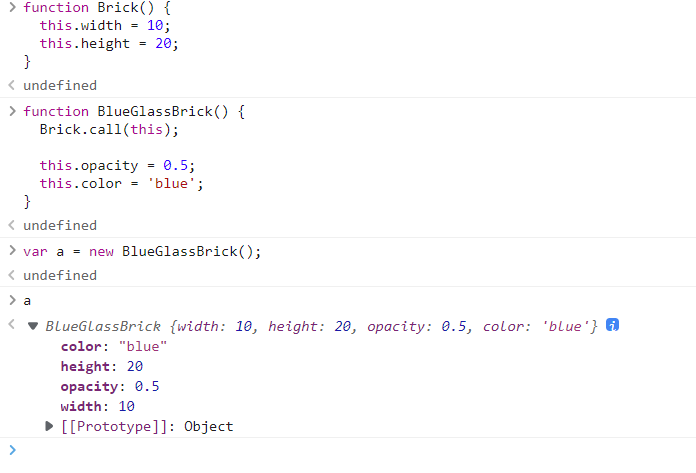 > function Brick() {
this.width = 10;
this.height = 20;
}
< undefined
> function BlueGlassBrick() {
Brick.call(this);
this.opacity = 0.5;
this.color = 'blue';
}
< undefined
> var a = new BlueGlassBrick();
< undefined
> a
< ▼ BlueGlassBrick {width: 10, height: 20, opacity: 0.5, color: 'blue'} i
color: "blue"
height: 20
opacity: 0.5
width: 10
▶ [[Prototype]]: Object
>